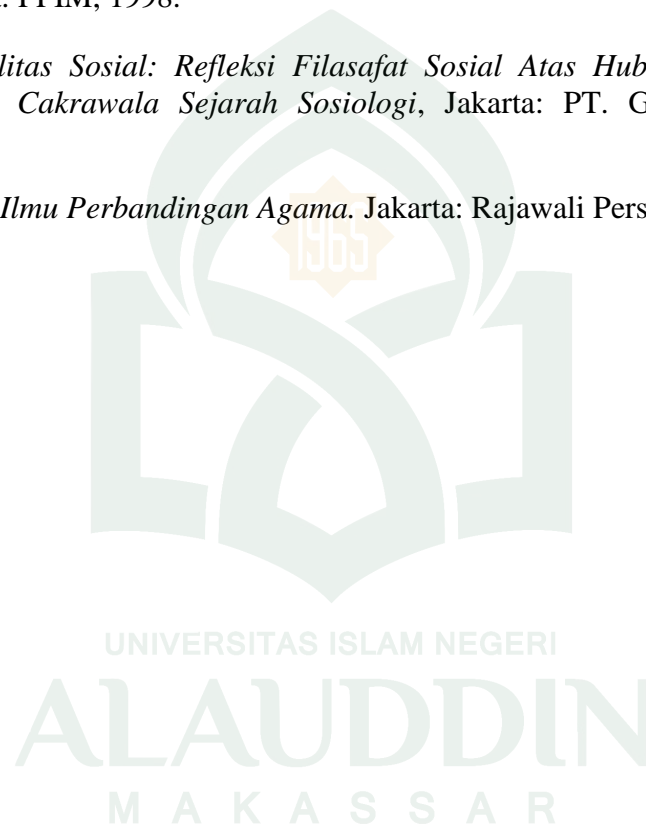 PPIM, 1998.
litas Sosial: Refleksi Filasafat Sosial Atas Hub
Cakrawala Sejarah Sosiologi, Jakarta: PT. G
Ilmu Perbandingan Agama. Jakarta: Rajawali Pers
1965
UNIVERSITAS ISLAM NEGERI
ALAUDDIN
MAKASSAR